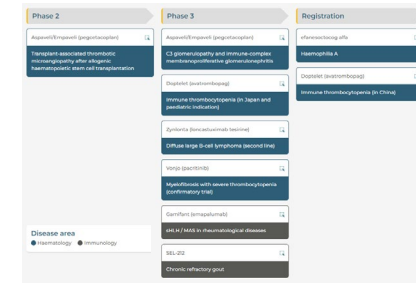 Phase 2
Aspaveli/Empaveli (pegcetacoplan)
Transplant-associated thrombotic
microangiopathy after allogenic
haematopoietic stem cell transplantation
Phase 3
Aspaveli/Empaveli (pegcetacoplan)
C3 glomerulopathy and immune-complex
membranoproliferative glomerulonephritis
Doptelet (avatrombopag)
Immune thrombocytopenia (in Japan and
paediatric indication)
Zynlonta (loncastuximab tesirine)
Diffuse large B-cell lymphoma (second line)
Vonjo (pacritinib)
Myelofibrosis with severe thrombocytopenia
(confirmatory trial)
Gamifant (emapalumab)
sHLH / MAS in rheumatological diseases
SEL-212
Chronic refractory gout
Registration
efanesoctocog alfa
Haemophilia A
Doptelet (avatrombopag)
Immune thrombocytopenia (in China)
Disease area
Haematology
Immunology